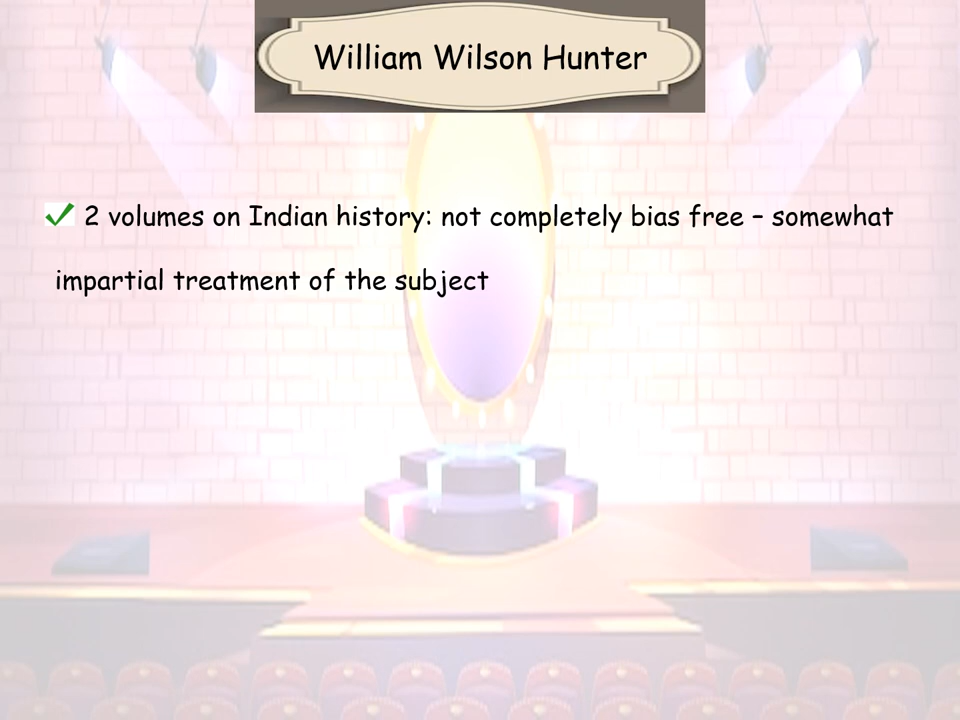 William Wilson Hunter
2 volumes on Indian history: not completely bias free – somewhat
impartial treatment of the subject